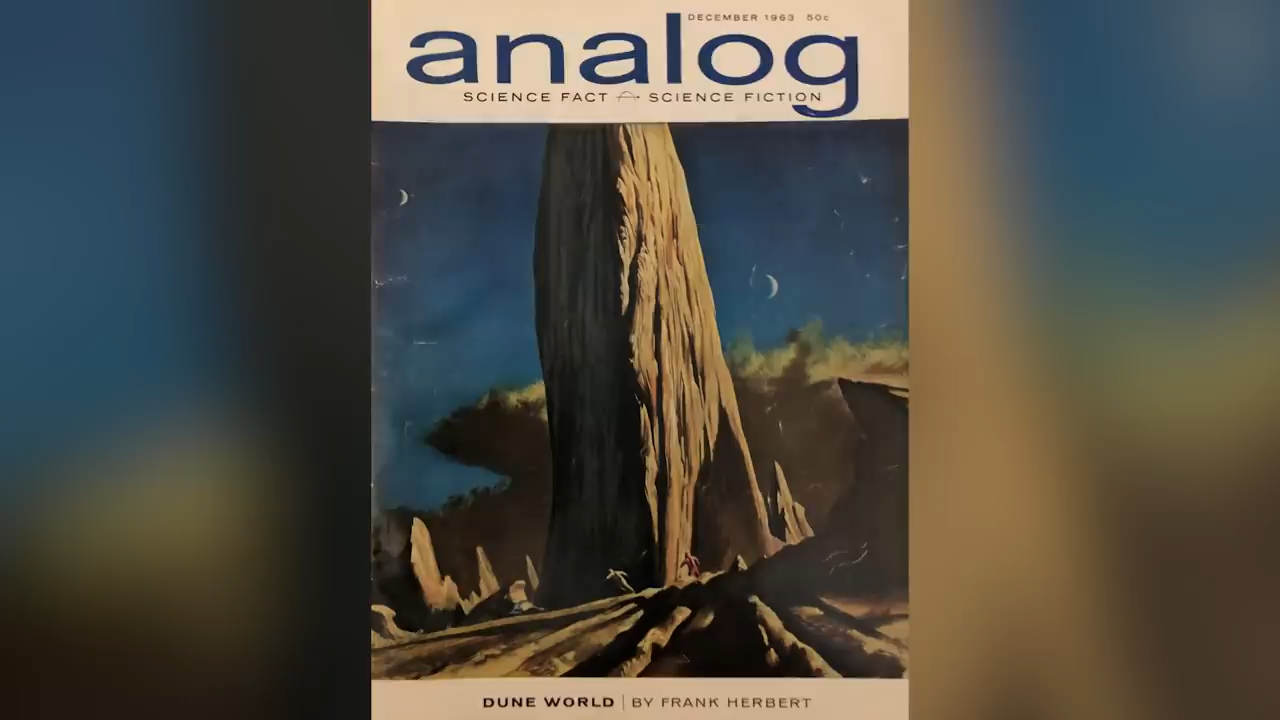 DECEMBER 1963 50¢
analog
SCIENCE FACT SCIENCE FICTION
DUNE WORLD | BY FRANK HERBERT